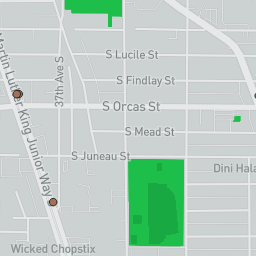 S Lucile St
37th Ave S
S Findlay St
S Orcas St
Martin Luther King Junior Way
S Mead St
S Juneau St
Dini Hala
Wicked Chopstix